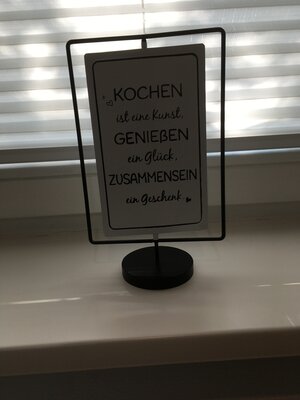 KOCHEN
ist eine Kunst,
GENIEßEN
ein Glück,
ZUSAMMENSEIN
ein Geschenk